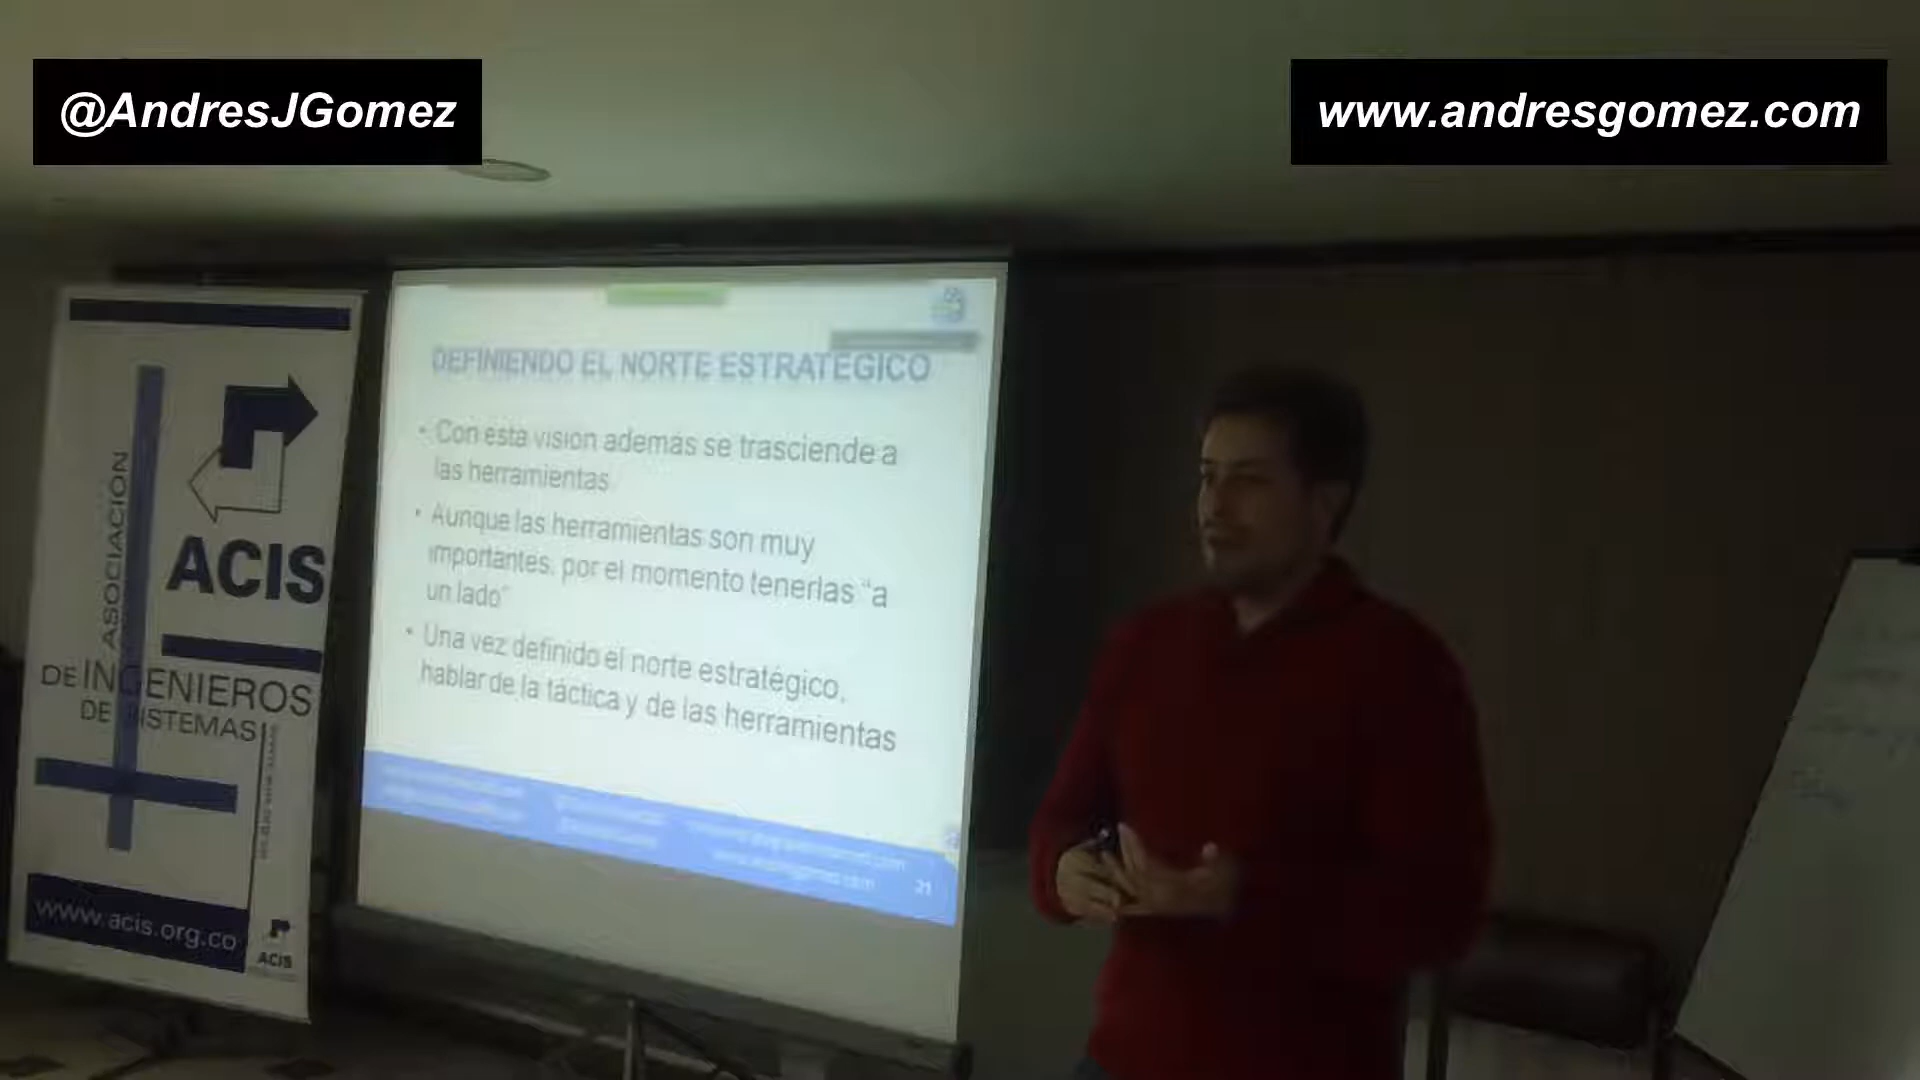 @AndresJGomez
www.andresgomez.com
ASOCIACIÓN
ACIS
DE INGENIEROS
DE SISTEMAS
www.acis.org.co
ACIS
DEFINIENDO EL NORTE ESTRATÉGICO
• Con esta visión además se trasciende a
las herramientas.
• Aunque las herramientas son muy
importantes, por el momento tenerlas “a
un lado”
• Una vez definido el norte estratégico,
hablar de la táctica y de las herramientas
21